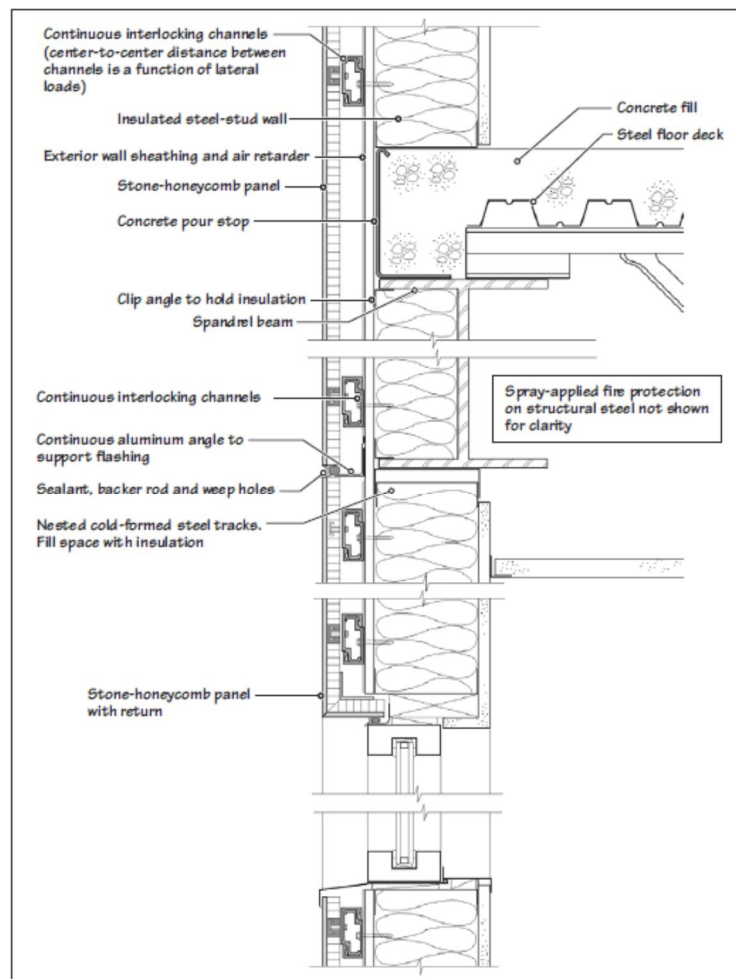 Continuous interlocking channels
(center-to-center distance between
channels is a function of lateral
loads)
Insulated steel-stud wall
Exterior wall sheathing and air retarder
Stone-honeycomb panel
Concrete pour stop
Concrete fill
Steel floor deck
Clip angle to hold insulation
Spandrel beam
Continuous interlocking channels
Continuous aluminum angle to
support flashing
Sealant, backer rod and weep holes
Nested cold-formed steel tracks.
Fill space with insulation
Spray-applied fire protection
on structural steel not shown
for clarity
Stone-honeycomb panel
with return